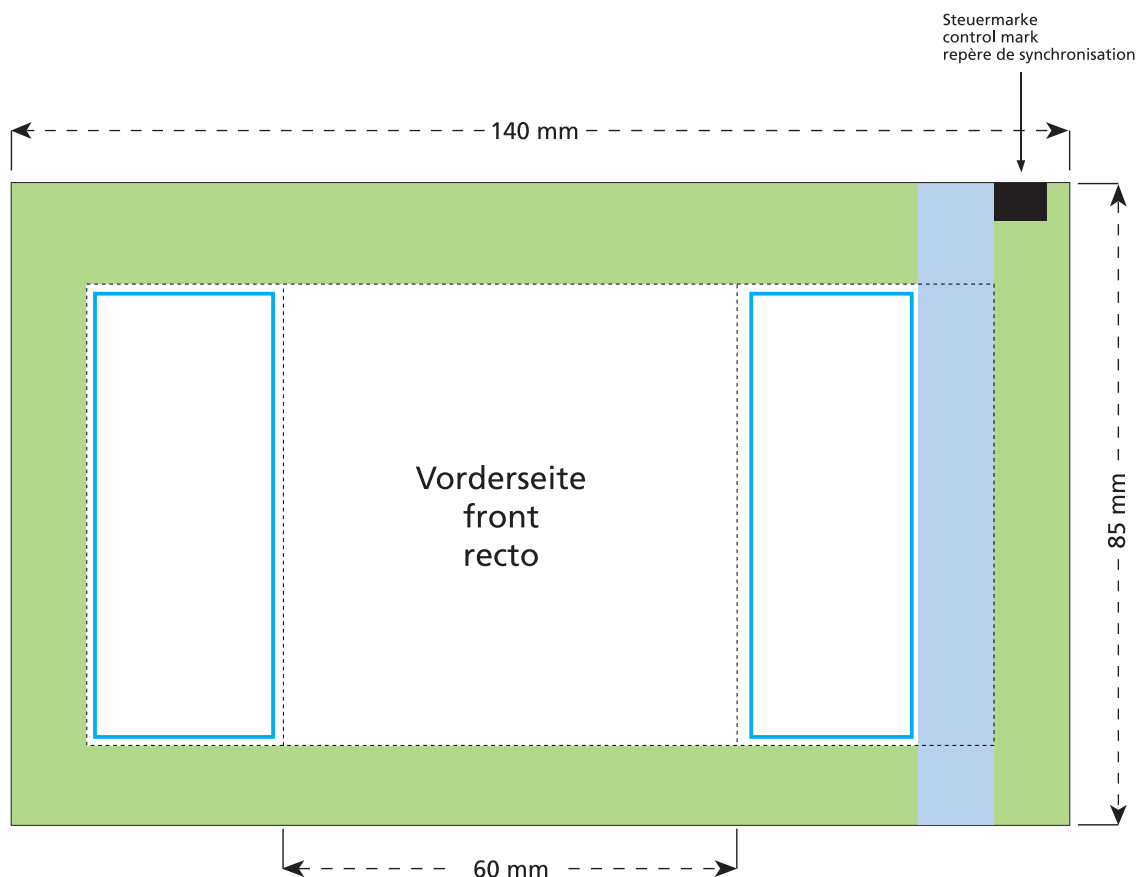 Steuermarke
control mark
repère de synchronisation
140 mm
Vorderseite
front
recto
85 mm
60 mm